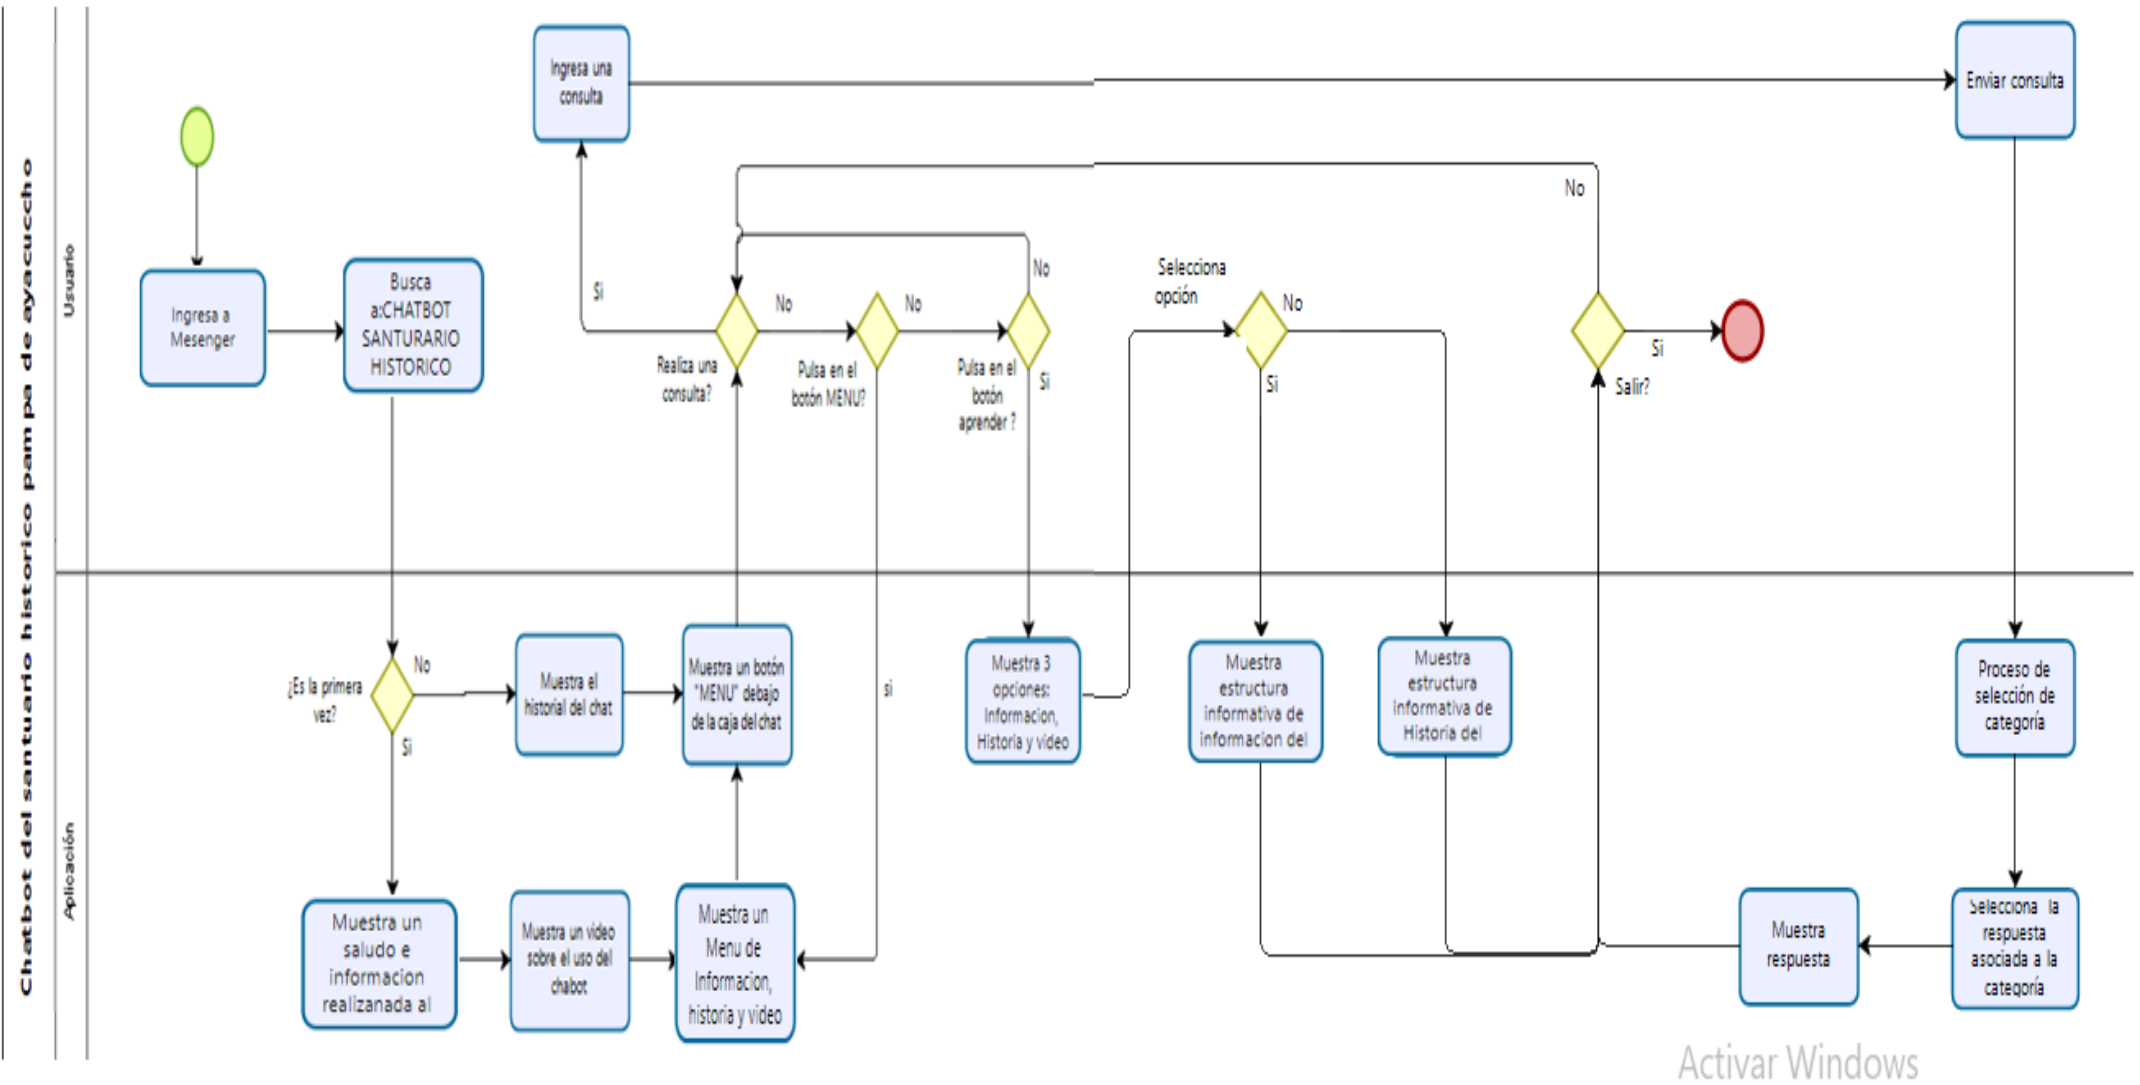 Chatbot del santuario historico pampa de ayacuccho
Usuario
Aplicación
Ingresa a
Mesenger
Busca
a:CHATBOT
SANTURARIO
HISTORICO
Ingresa una
consulta
Si
Realiza una
consulta?
No
Pulsa en el
botón MENU?
No
Pulsa en el
botón
aprender ?
No
Si
Selecciona
opción
No
Si
No
Si
Salir?
Enviar consulta
¿Es la primera
vez?
No
Si
Muestra el
historial del chat
Muestra un botón
"MENU" debajo
de la caja del chat
si
Muestra 3
opciones:
Informacion,
Historia y video
Muestra
estructura
informativa de
informacion del
Muestra
estructura
informativa de
Historia del
Proceso de
selección de
categoría
Muestra un
saludo e
informacion
realizanada al
Muestra un video
sobre el uso del
chabot
Muestra un
Menu de
Informacion,
historia y video
Muestra
respuesta
Selecciona la
respuesta
asociada a la
categoría
Activar Windows